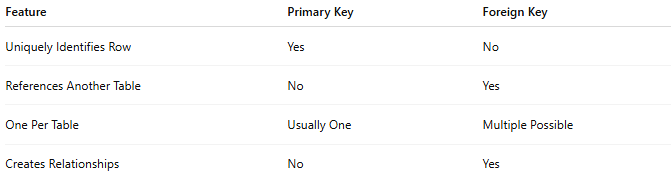 Feature Primary Key Foreign Key
Uniquely Identifies Row Yes No
References Another Table No Yes
One Per Table Usually One Multiple Possible
Creates Relationships No Yes